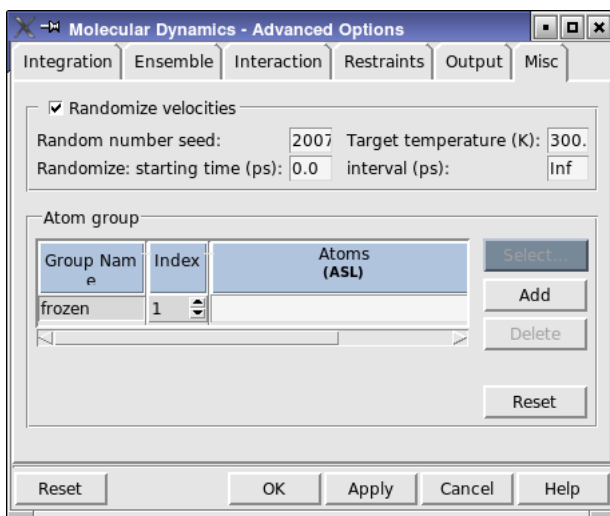 Molecular Dynamics - Advanced Options
Integration Ensemble Interaction Restraints Output Misc
Randomize velocities
Random number seed: 2007 Target temperature (K): 300.
Randomize: starting time (ps): 0.0 interval (ps): Inf
Atom group
Group Nam
e
Index
Atoms
(ASL)
Select...
frozen 1
Add
Delete
Reset
Reset OK Apply Cancel Help